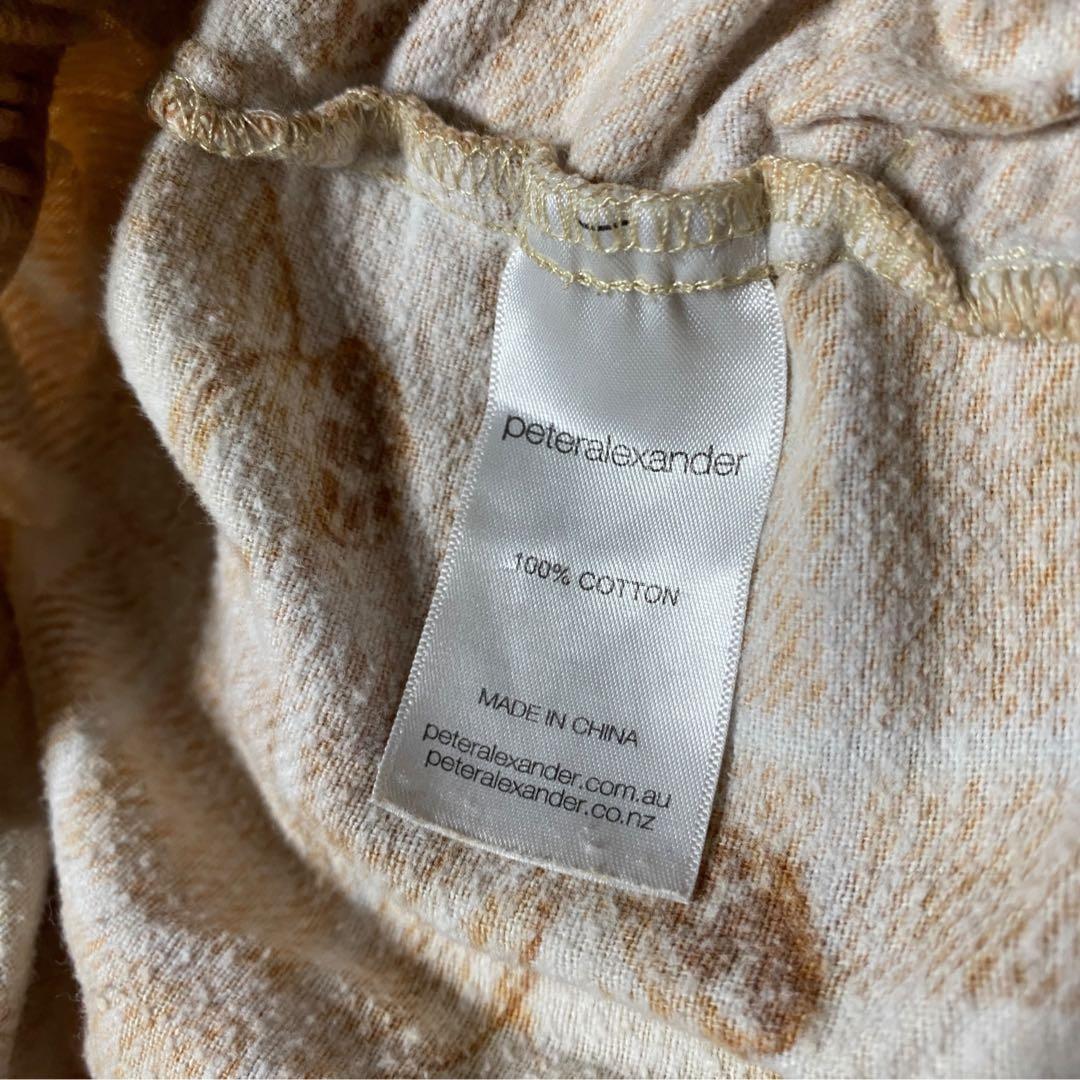 peteralexander
100% COTTON
MADE IN CHINA
peteralexander.com.au
peteralexander.co.nz